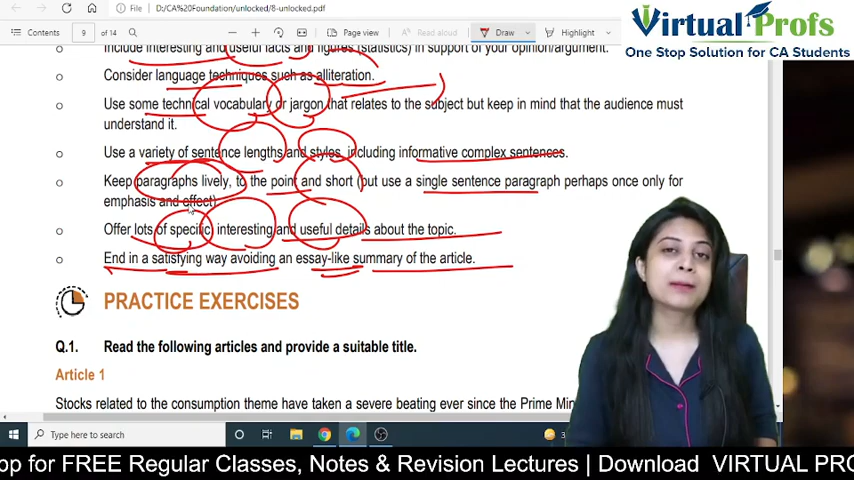 File
D:/CA%20Foundation/unlocked/8-unlocked.pdf
Virtual Profs
One Stop Solution for CA Students
Contents
9
of 14
Read aloud
Draw
Highlight
Include interesting and useful facts and figures (statistics) in support of your opinion/argument.
Consider language techniques such as alliteration.
Use some technical vocabulary or jargon that relates to the subject but keep in mind that the audience must
understand it.
Use a variety of sentence lengths and styles, including informative complex sentences.
Keep paragraphs lively, to the point and short (but use a single sentence paragraph perhaps once only for
emphasis and effect)
Offer lots of specific interesting and useful details about the topic.
End in a satisfying way avoiding an essay-like summary of the article.
PRACTICE EXERCISES
Q.1. Read the following articles and provide a suitable title.
Article 1
Stocks related to the consumption theme have taken a severe beating ever since the Prime Min
Type here to search
op for FREE Regular Classes, Notes & Revision Lectures | Download VIRTUAL PRO